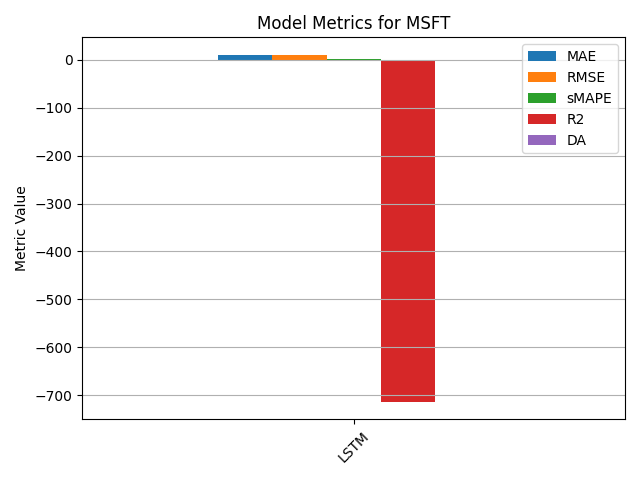 Model Metrics for MSFT
0
−100
−200
−300
−400
−500
−600
−700
Metric Value
MAE
RMSE
sMAPE
R2
DA
LSTM